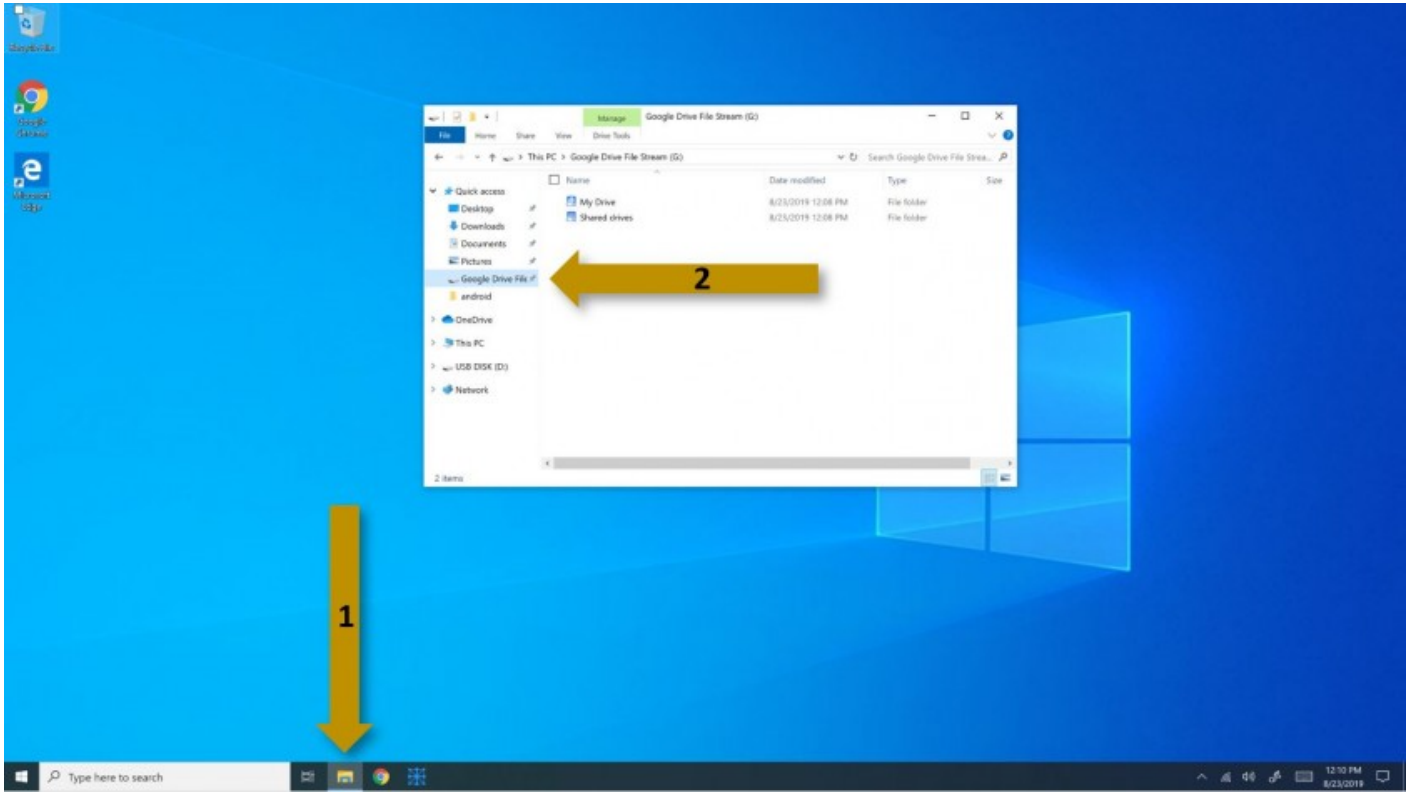 Manage Google Drive File Stream (G:)
File Home Share View Drive Tools
This PC > Google Drive File Stream (G:)
Search Google Drive File Strea...
Name Date modified Type Size
Quick access
Desktop
Downloads
Documents
Pictures
Google Drive File
android
OneDrive
This PC
USB DISK (D:)
Network
My Drive 8/23/2019 12:08 PM File folder
Shared drives 8/23/2019 12:08 PM File folder
2 items
2
1
Type here to search
12:10 PM
8/23/2019